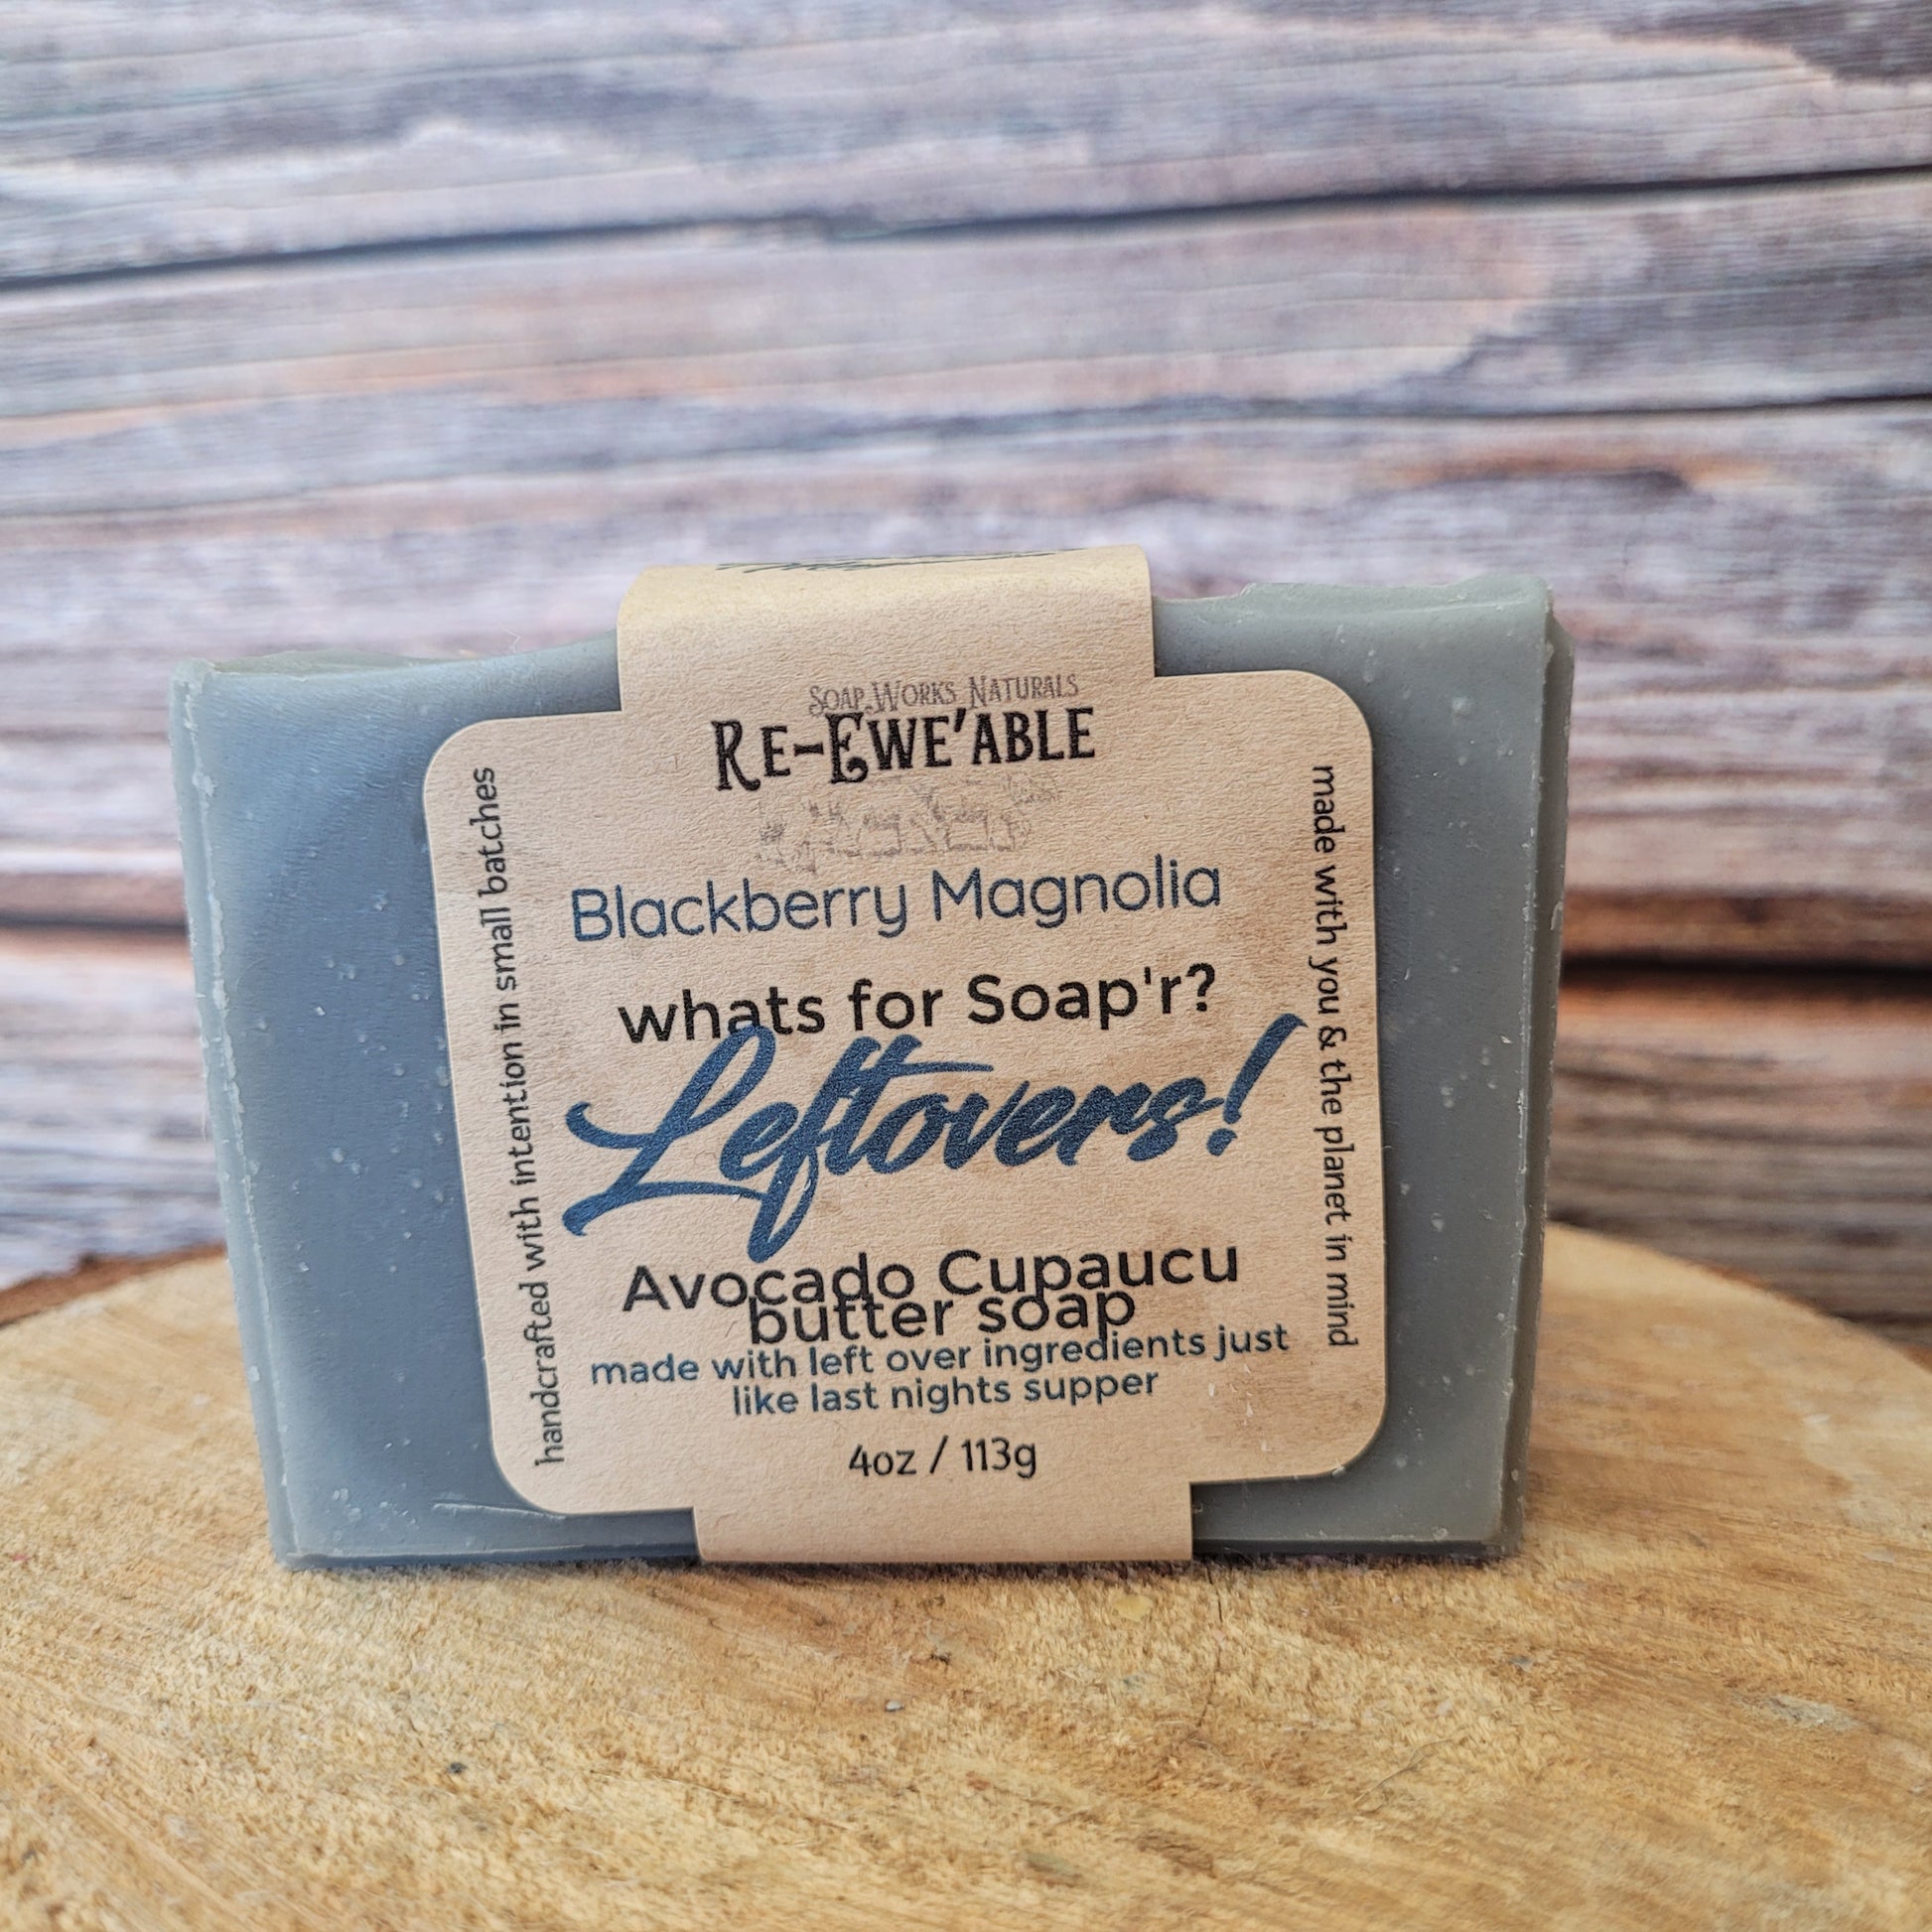 Soap Works Naturals
Re-Ewe'able
Blackberry Magnolia
whats for Soap'r?
Leftovers!
Avocado Cupaucu
butter soap
made with left over ingredients just
like last nights supper
4oz / 113g
handcrafted with intention in small batches
made with you & the planet in mind